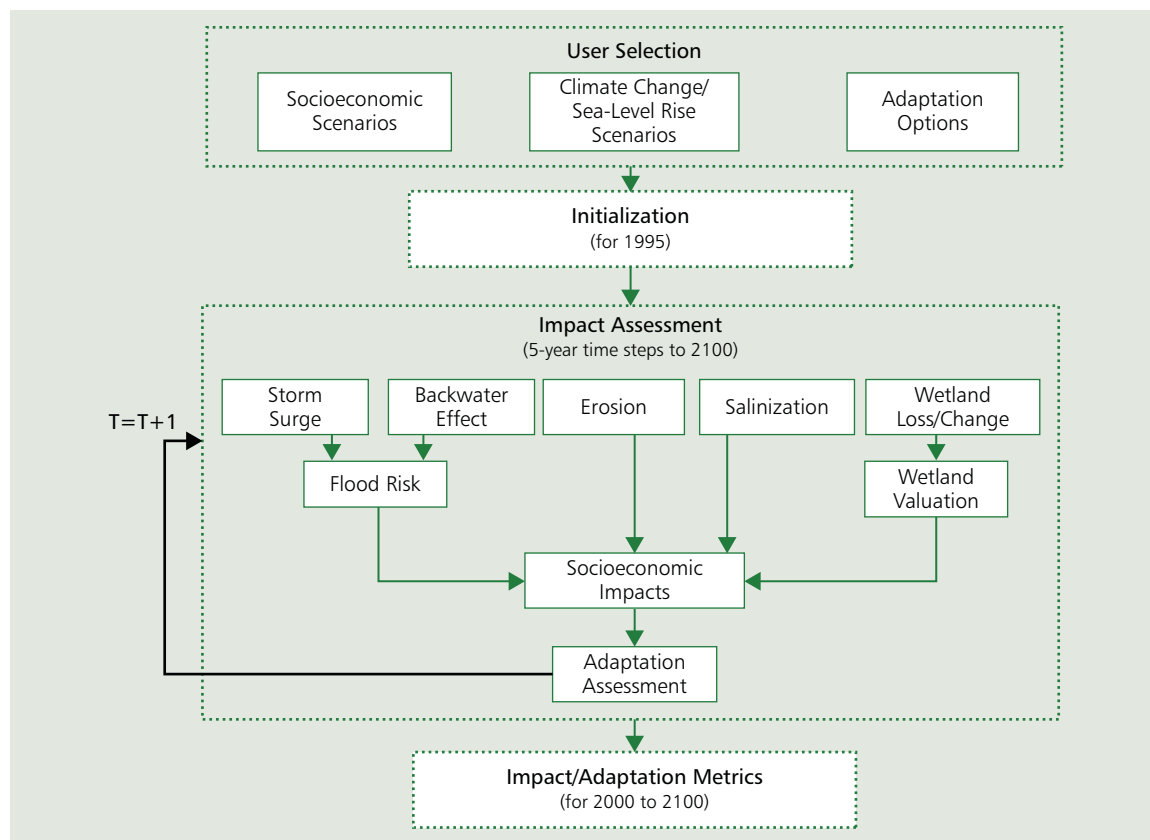 User Selection
Socioeconomic
Scenarios
Climate Change/
Sea-Level Rise
Scenarios
Adaptation
Options
Initialization
(for 1995)
Impact Assessment
(5-year time steps to 2100)
Storm
Surge
Backwater
Effect
Erosion
Salinization
Wetland
Loss/Change
T=T+1
Flood Risk
Wetland
Valuation
Socioeconomic
Impacts
Adaptation
Assessment
Impact/Adaptation Metrics
(for 2000 to 2100)